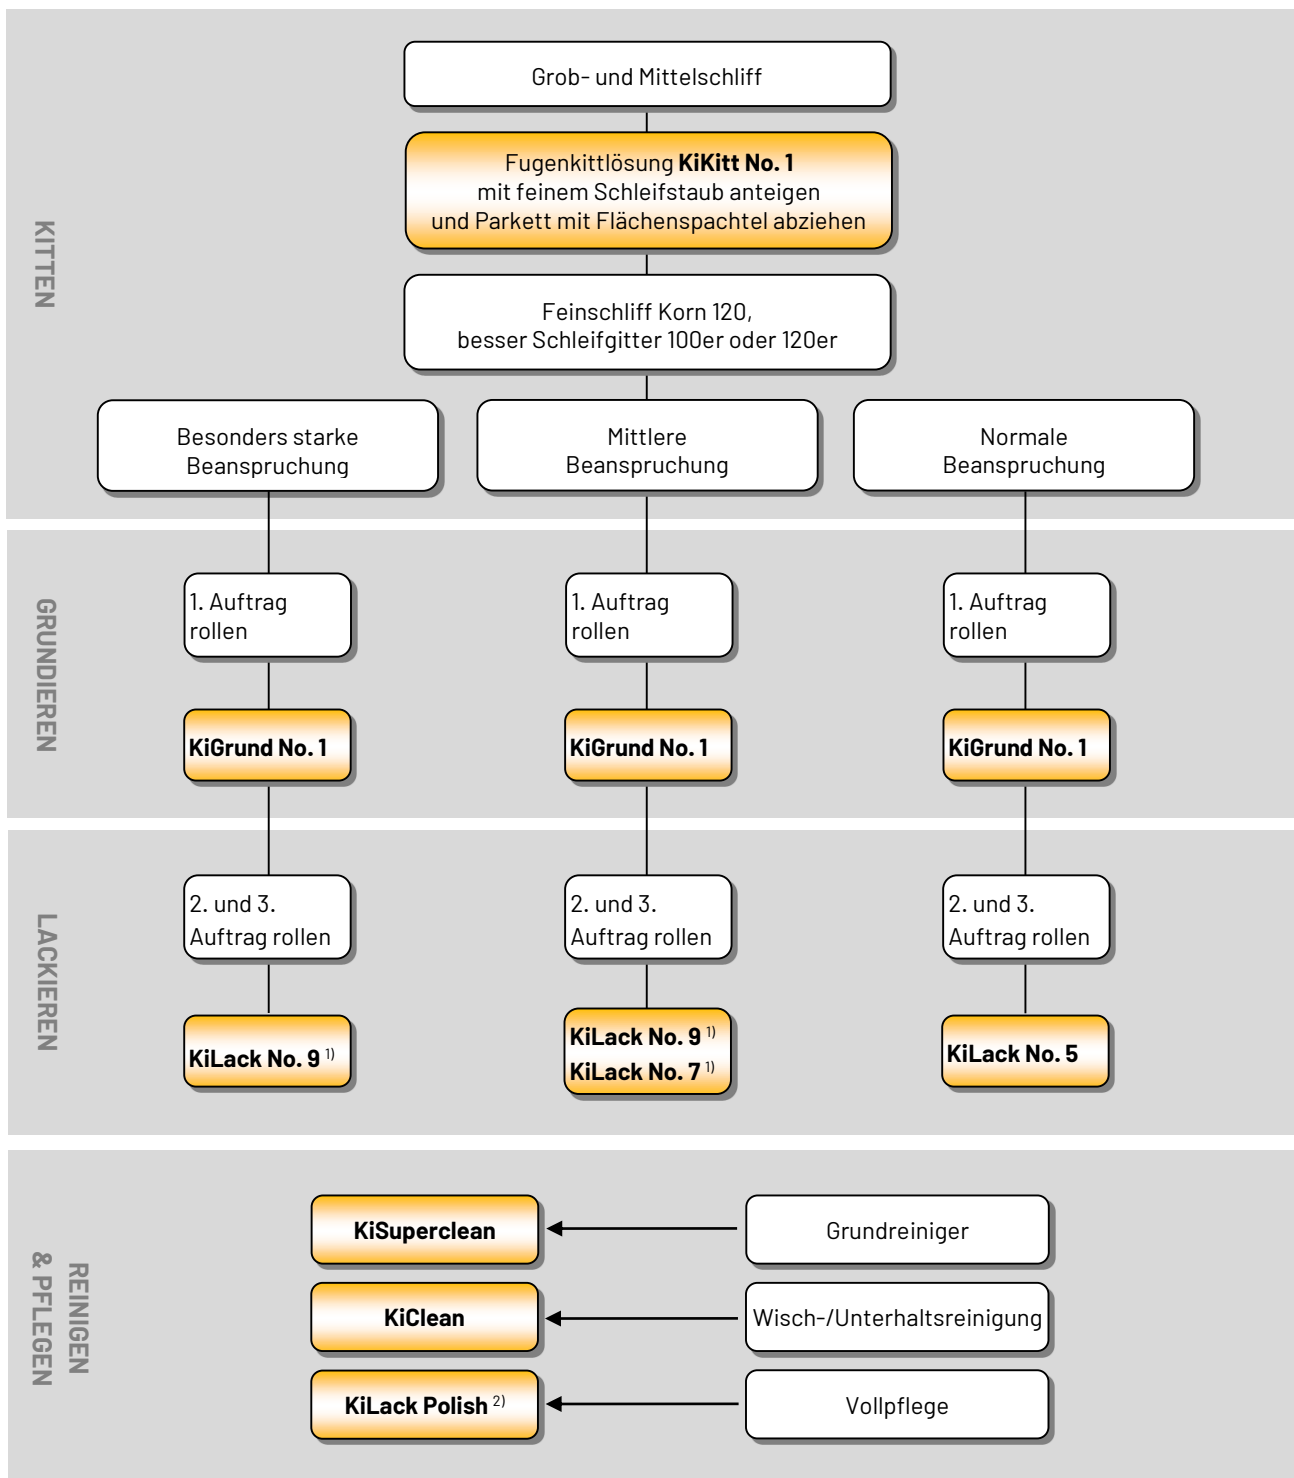 KITTEN
Grob- und Mittelschliff
Fugenkittlösung KiKitt No. 1
mit feinem Schleifstaub anteigen
und Parkett mit Flächenspachtel abziehen
Feinschliff Korn 120,
besser Schleifgitter 100er oder 120er
Besonders starke
Beanspruchung
Mittlere
Beanspruchung
Normale
Beanspruchung
GRUNDIEREN
1. Auftrag
rollen
1. Auftrag
rollen
1. Auftrag
rollen
KiGrund No. 1
KiGrund No. 1
KiGrund No. 1
LACKIEREN
2. und 3.
Auftrag rollen
2. und 3.
Auftrag rollen
2. und 3.
Auftrag rollen
KiLack No. 9 1)
KiLack No. 9 1)
KiLack No. 7 1)
KiLack No. 5
REINIGEN
& PFLEGEN
KiSuperclean
Grundreiniger
KiClean
Wisch-/Unterhaltsreinigung
KiLack Polish 2)
Vollpflege